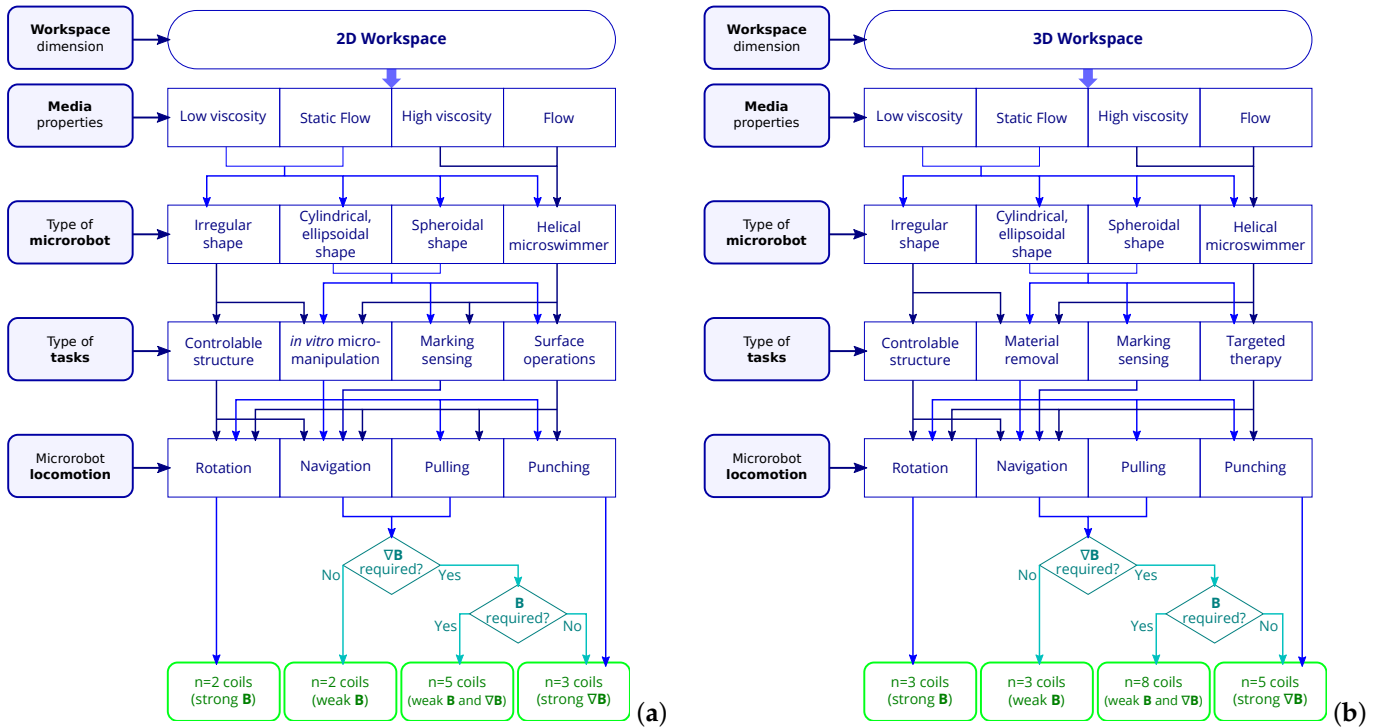 Workspace
dimension
2D Workspace
Media
properties
Low viscosity
Static Flow
High viscosity
Flow
Type of
microrobot
Irregular
shape
Cylindrical,
ellipsoidal
shape
Spheroidal
shape
Helical
microswimmer
Type of
tasks
Controlable
structure
in vitro micro-
manipulation
Marking
sensing
Surface
operations
Microrobot
locomotion
Rotation
Navigation
Pulling
Punching
∇B
required?
No
Yes
B
required?
Yes
No
n=2 coils
(strong B)
n=2 coils
(weak B)
n=5 coils
(weak B and ∇B)
n=3 coils
(strong ∇B)
(a)
Workspace
dimension
3D Workspace
Media
properties
Low viscosity
Static Flow
High viscosity
Flow
Type of
microrobot
Irregular
shape
Cylindrical,
ellipsoidal
shape
Spheroidal
shape
Helical
microswimmer
Type of
tasks
Controlable
structure
Material
removal
Marking
sensing
Targeted
therapy
Microrobot
locomotion
Rotation
Navigation
Pulling
Punching
∇B
required?
No
Yes
B
required?
Yes
No
n=3 coils
(strong B)
n=3 coils
(weak B)
n=8 coils
(weak B and ∇B)
n=5 coils
(strong ∇B)
(b)